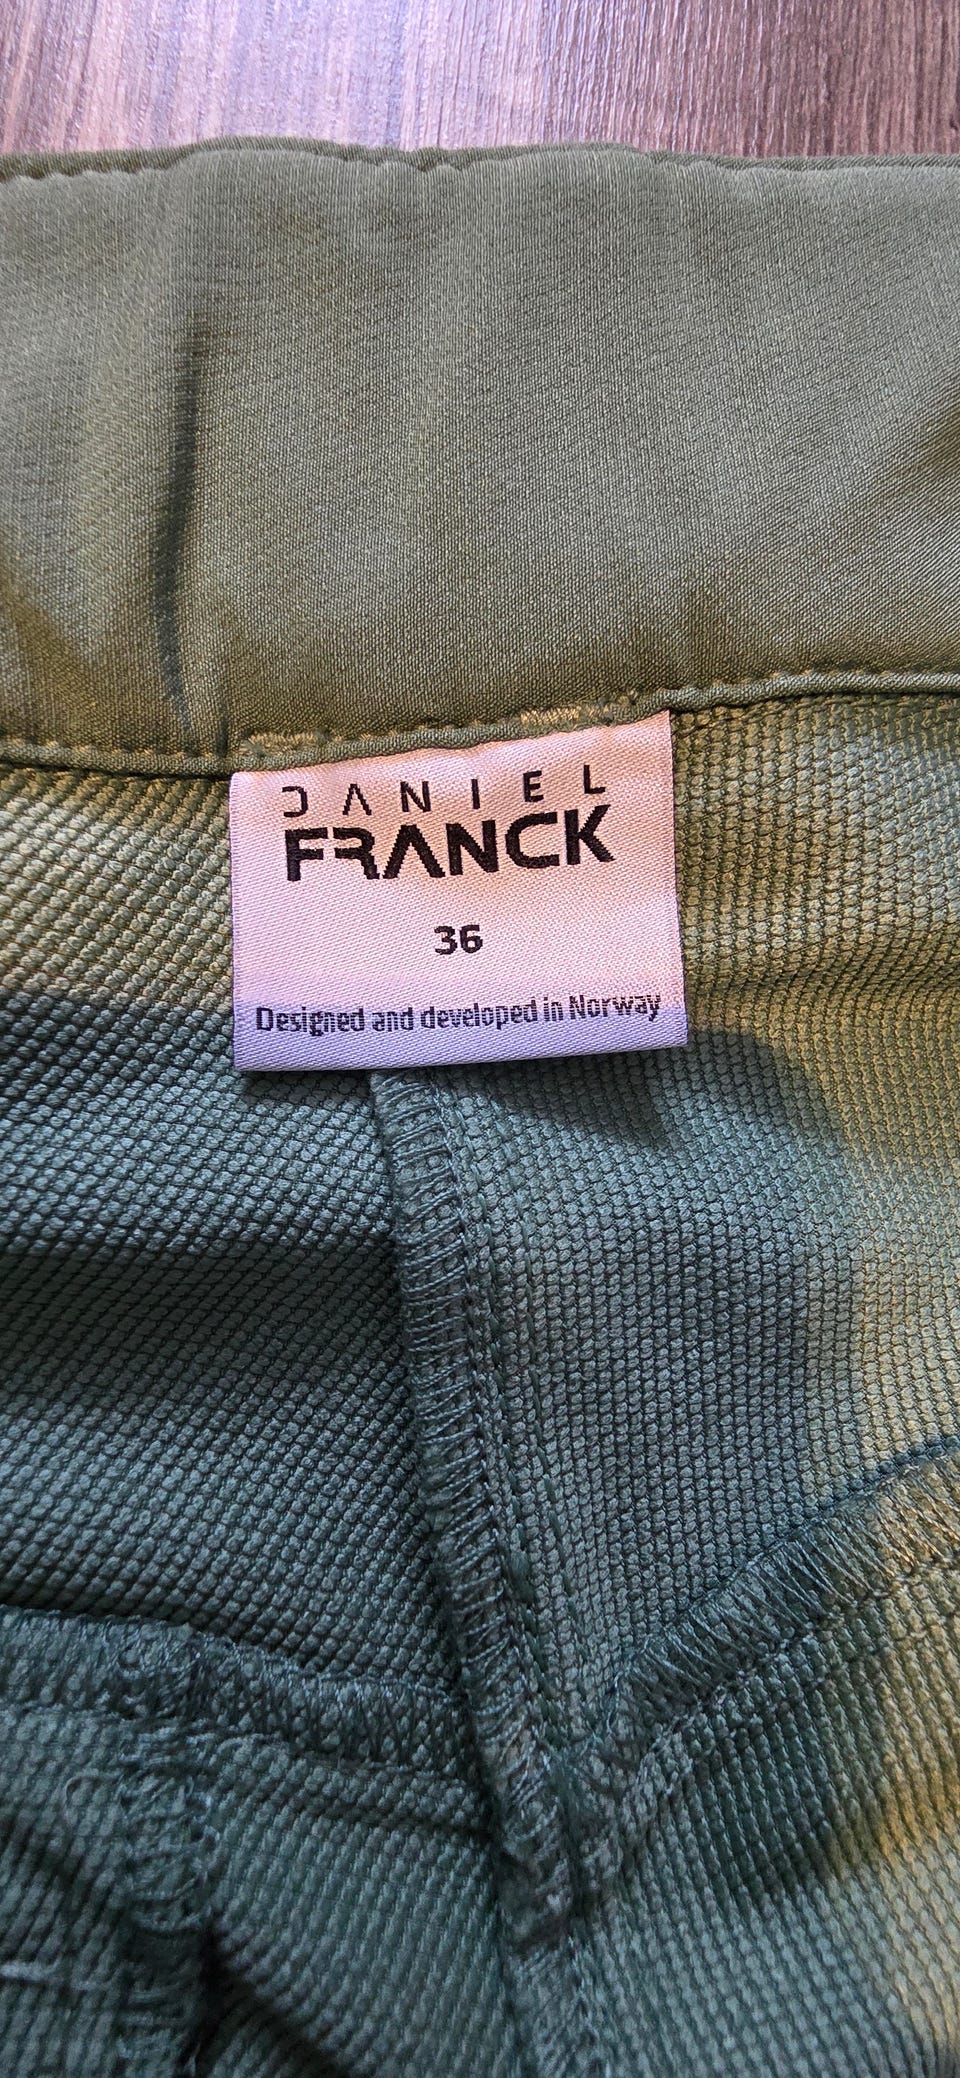 DANIEL
FRANCK
36
Designed and developed in Norway